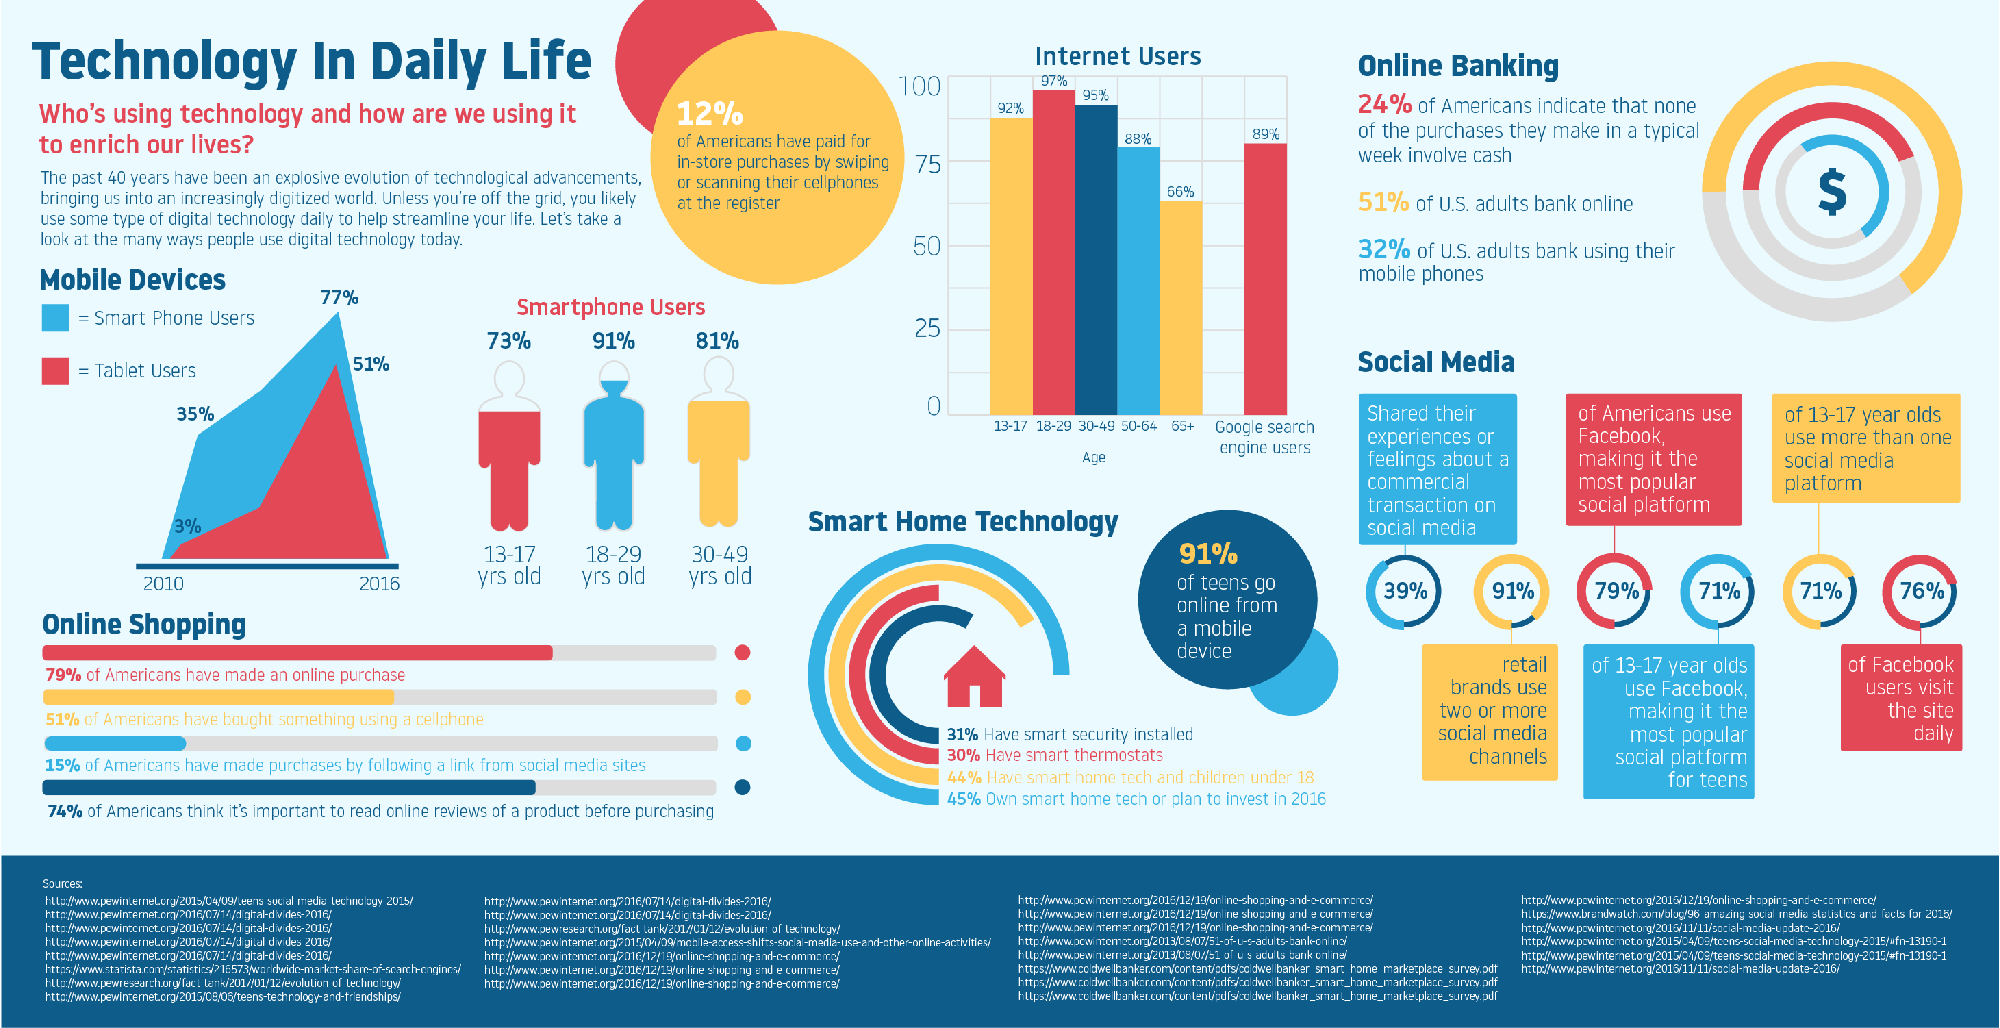 Technology In Daily Life
Who's using technology and how are we using it
to enrich our lives?
The past 40 years have been an explosive evolution of technological advancements,
bringing us into an increasingly digitized world. Unless you're off the grid, you likely
use some type of digital technology daily to help streamline your life. Let's take a
look at the many ways people use digital technology today.
12%
of Americans have paid for
in-store purchases by swiping
or scanning their cellphones
at the register
Mobile Devices
= Smart Phone Users
= Tablet Users
77%
51%
35%
3%
2010
2016
Smartphone Users
73%
91%
81%
13-17
yrs old
18-29
yrs old
30-49
yrs old
Online Shopping
79% of Americans have made an online purchase
51% of Americans have bought something using a cellphone
15% of Americans have made purchases by following a link from social media sites
74% of Americans think it's important to read online reviews of a product before purchasing
Internet Users
100
75
50
25
0
92%
97%
95%
88%
66%
89%
13-17
18-29
30-49
50-64
65+
Age
Google search
engine users
Smart Home Technology
31% Have smart security installed
30% Have smart thermostats
44% Have smart home tech and children under 18
45% Own smart home tech or plan to invest in 2016
91%
of teens go
online from
a mobile
device
Online Banking
24% of Americans indicate that none
of the purchases they make in a typical
week involve cash
51% of U.S. adults bank online
32% of U.S. adults bank using their
mobile phones
$
Social Media
Shared their
experiences or
feelings about a
commercial
transaction on
social media
of Americans use
Facebook,
making it the
most popular
social platform
of 13-17 year olds
use more than one
social media
platform
39%
91%
79%
71%
71%
76%
retail
brands use
two or more
social media
channels
of 13-17 year olds
use Facebook,
making it the
most popular
social platform
for teens
of Facebook
users visit
the site
daily
Sources:
http://www.pewinternet.org/2015/04/09/teens-social-media-technology-2015/
http://www.pewinternet.org/2016/07/14/digital-divides-2016/
http://www.pewinternet.org/2016/07/14/digital-divides-2016/
http://www.pewinternet.org/2016/07/14/digital-divides-2016/
http://www.pewinternet.org/2016/07/14/digital-divides-2016/
https://www.statista.com/statistics/216573/worldwide-market-share-of-search-engines/
http://www.pewresearch.org/fact-tank/2017/01/12/evolution-of-technology/
http://www.pewinternet.org/2015/08/06/teens-technology-and-friendships/
http://www.pewinternet.org/2016/07/14/digital-divides-2016/
http://www.pewinternet.org/2016/07/14/digital-divides-2016/
http://www.pewresearch.org/fact-tank/2017/01/12/evolution-of-technology/
http://www.pewinternet.org/2015/04/09/mobile-access-shifts-social-media-use-and-other-online-activities/
http://www.pewinternet.org/2016/12/19/online-shopping-and-e-commerce/
http://www.pewinternet.org/2016/12/19/online-shopping-and-e-commerce/
http://www.pewinternet.org/2016/12/19/online-shopping-and-e-commerce/
http://www.pewinternet.org/2016/12/19/online-shopping-and-e-commerce/
http://www.pewinternet.org/2016/12/19/online-shopping-and-e-commerce/
http://www.pewinternet.org/2016/12/19/online-shopping-and-e-commerce/
http://www.pewinternet.org/2013/08/07/51-of-u-s-adults-bank-online/
http://www.pewinternet.org/2013/08/07/51-of-u-s-adults-bank-online/
https://www.coldwellbanker.com/content/pdfs/coldwellbanker_smart_home_marketplace_survey.pdf
https://www.coldwellbanker.com/content/pdfs/coldwellbanker_smart_home_marketplace_survey.pdf
https://www.coldwellbanker.com/content/pdfs/coldwellbanker_smart_home_marketplace_survey.pdf
http://www.pewinternet.org/2016/12/19/online-shopping-and-e-commerce/
https://www.brandwatch.com/blog/96-amazing-social-media-statistics-and-facts-for-2016/
http://www.pewinternet.org/2016/11/11/social-media-update-2016/
http://www.pewinternet.org/2015/04/09/teens-social-media-technology-2015/#fn-13190-1
http://www.pewinternet.org/2015/04/09/teens-social-media-technology-2015/#fn-13190-1
http://www.pewinternet.org/2016/11/11/social-media-update-2016/